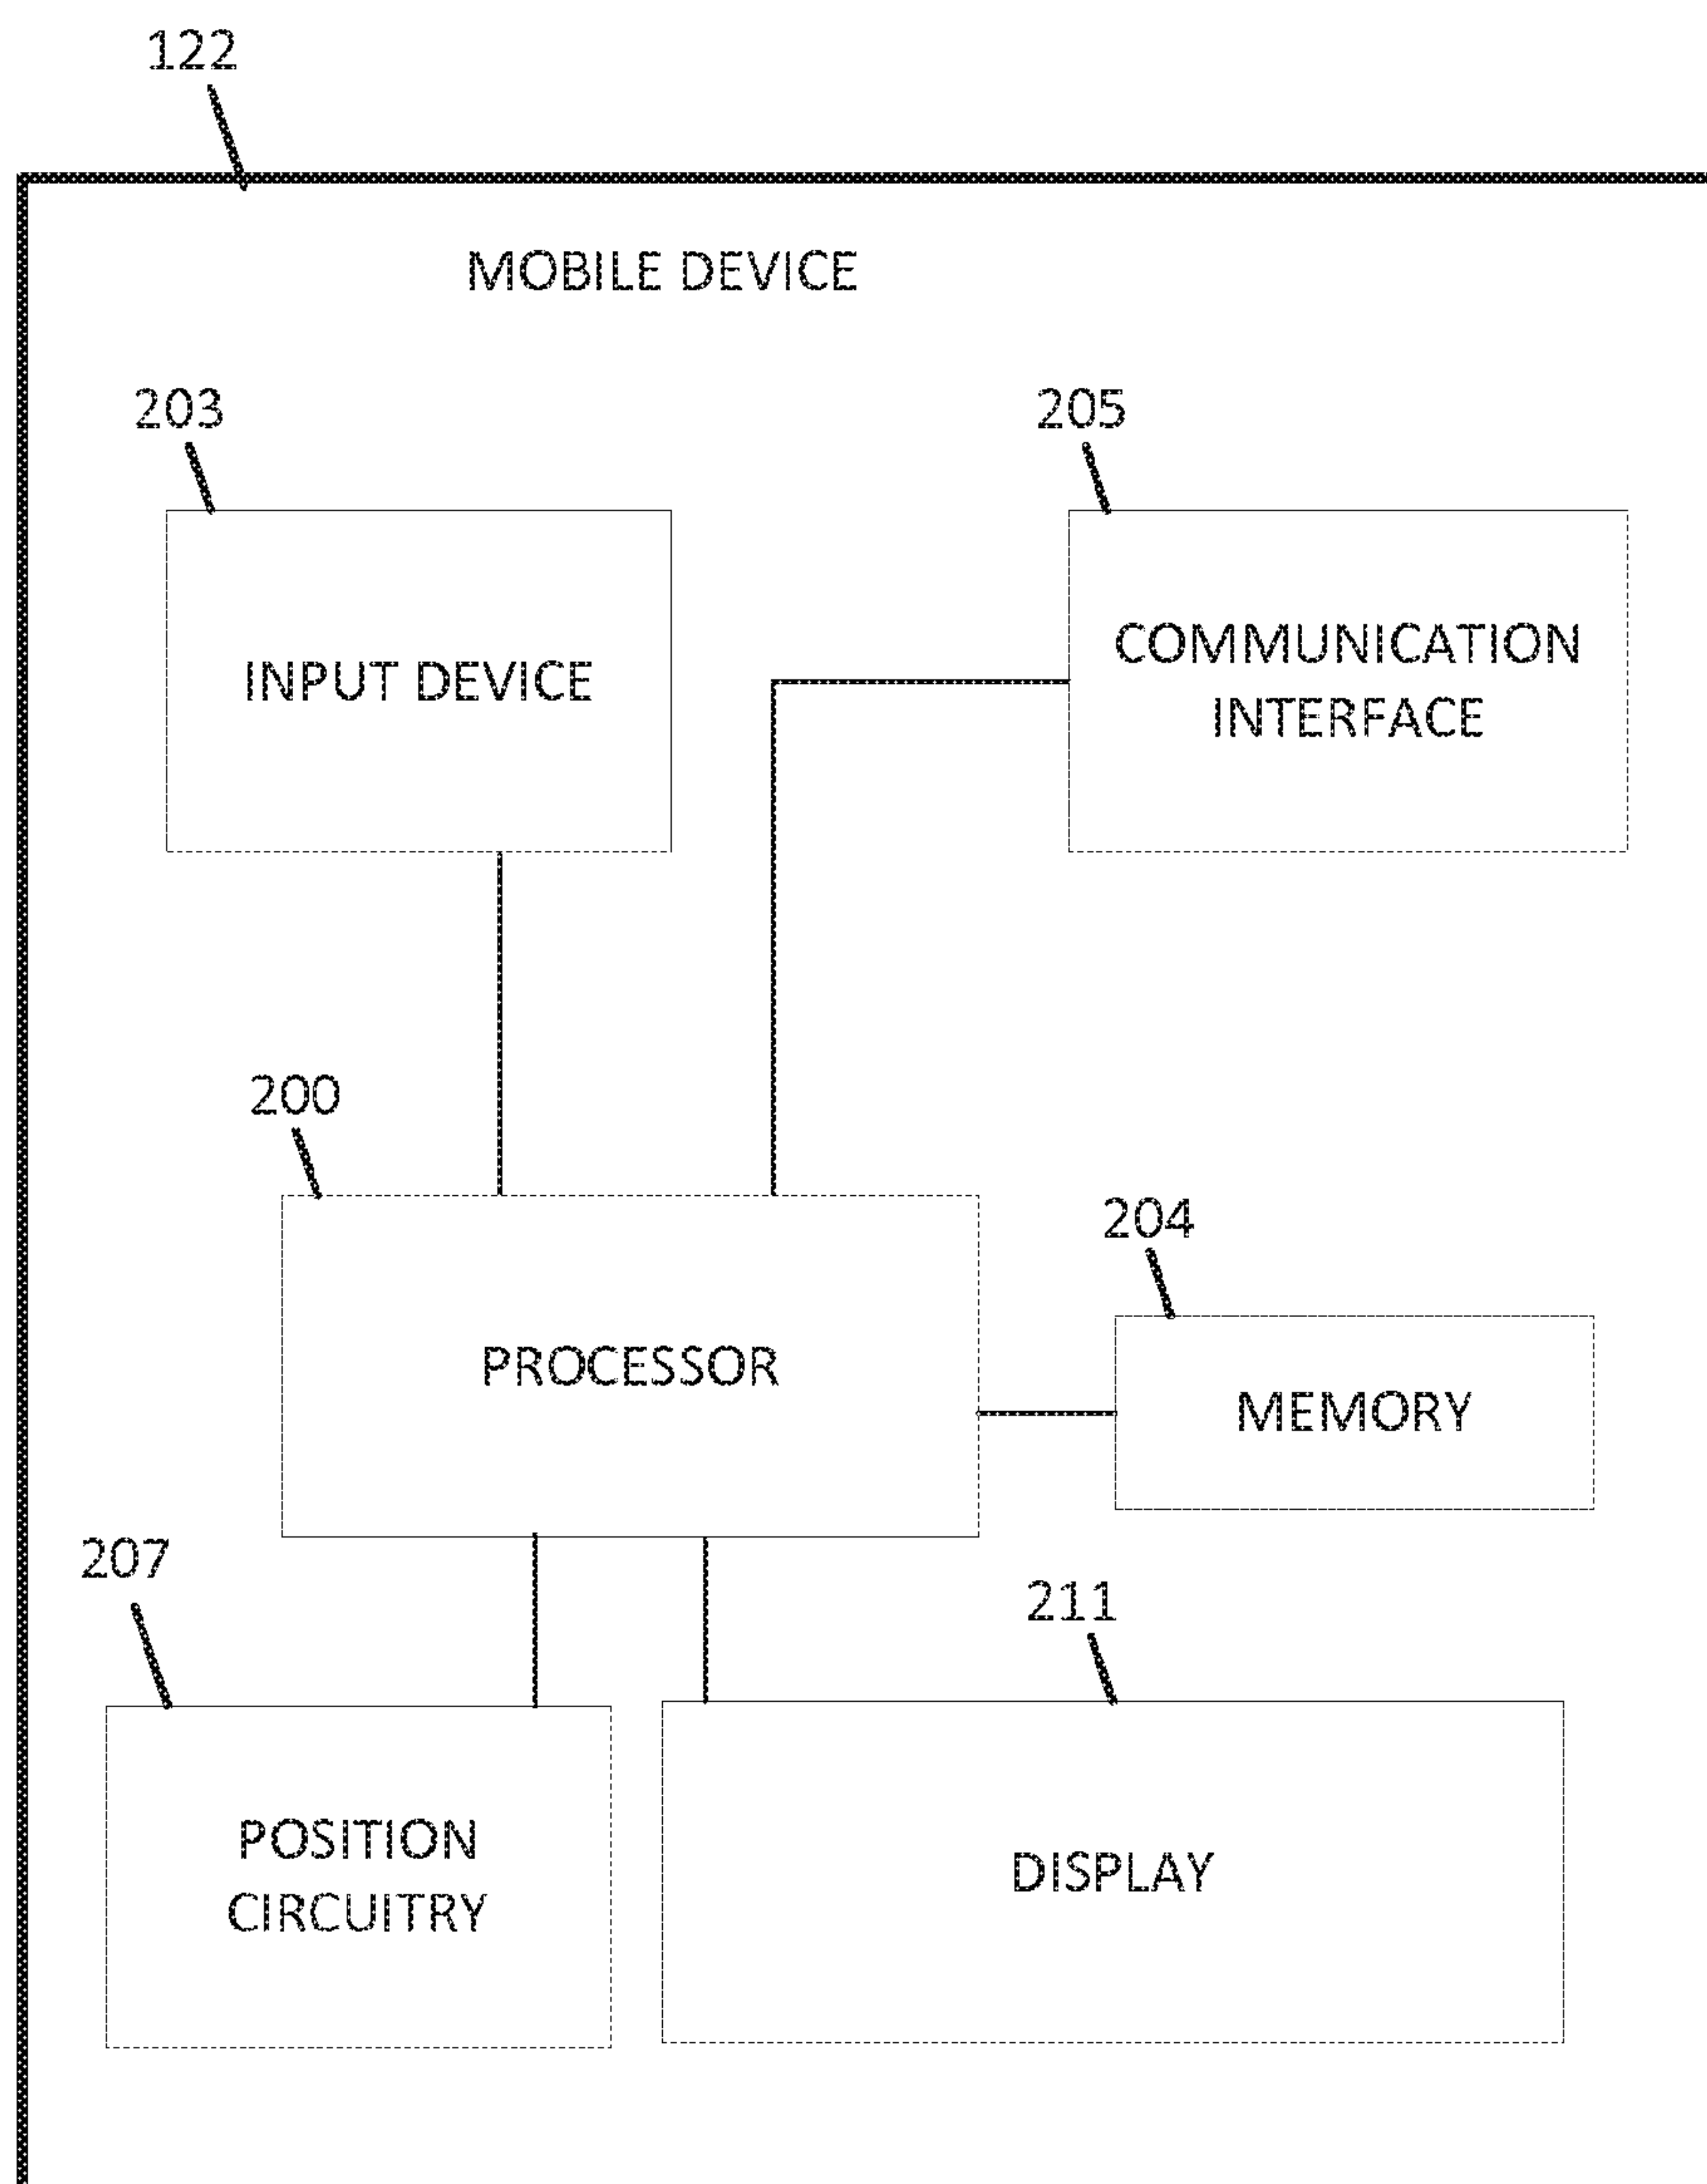 122
MOBILE DEVICE
203
205
INPUT DEVICE
COMMUNICATION
INTERFACE
200
204
PROCESSOR
MEMORY
207
211
POSITION
CIRCUITRY
DISPLAY